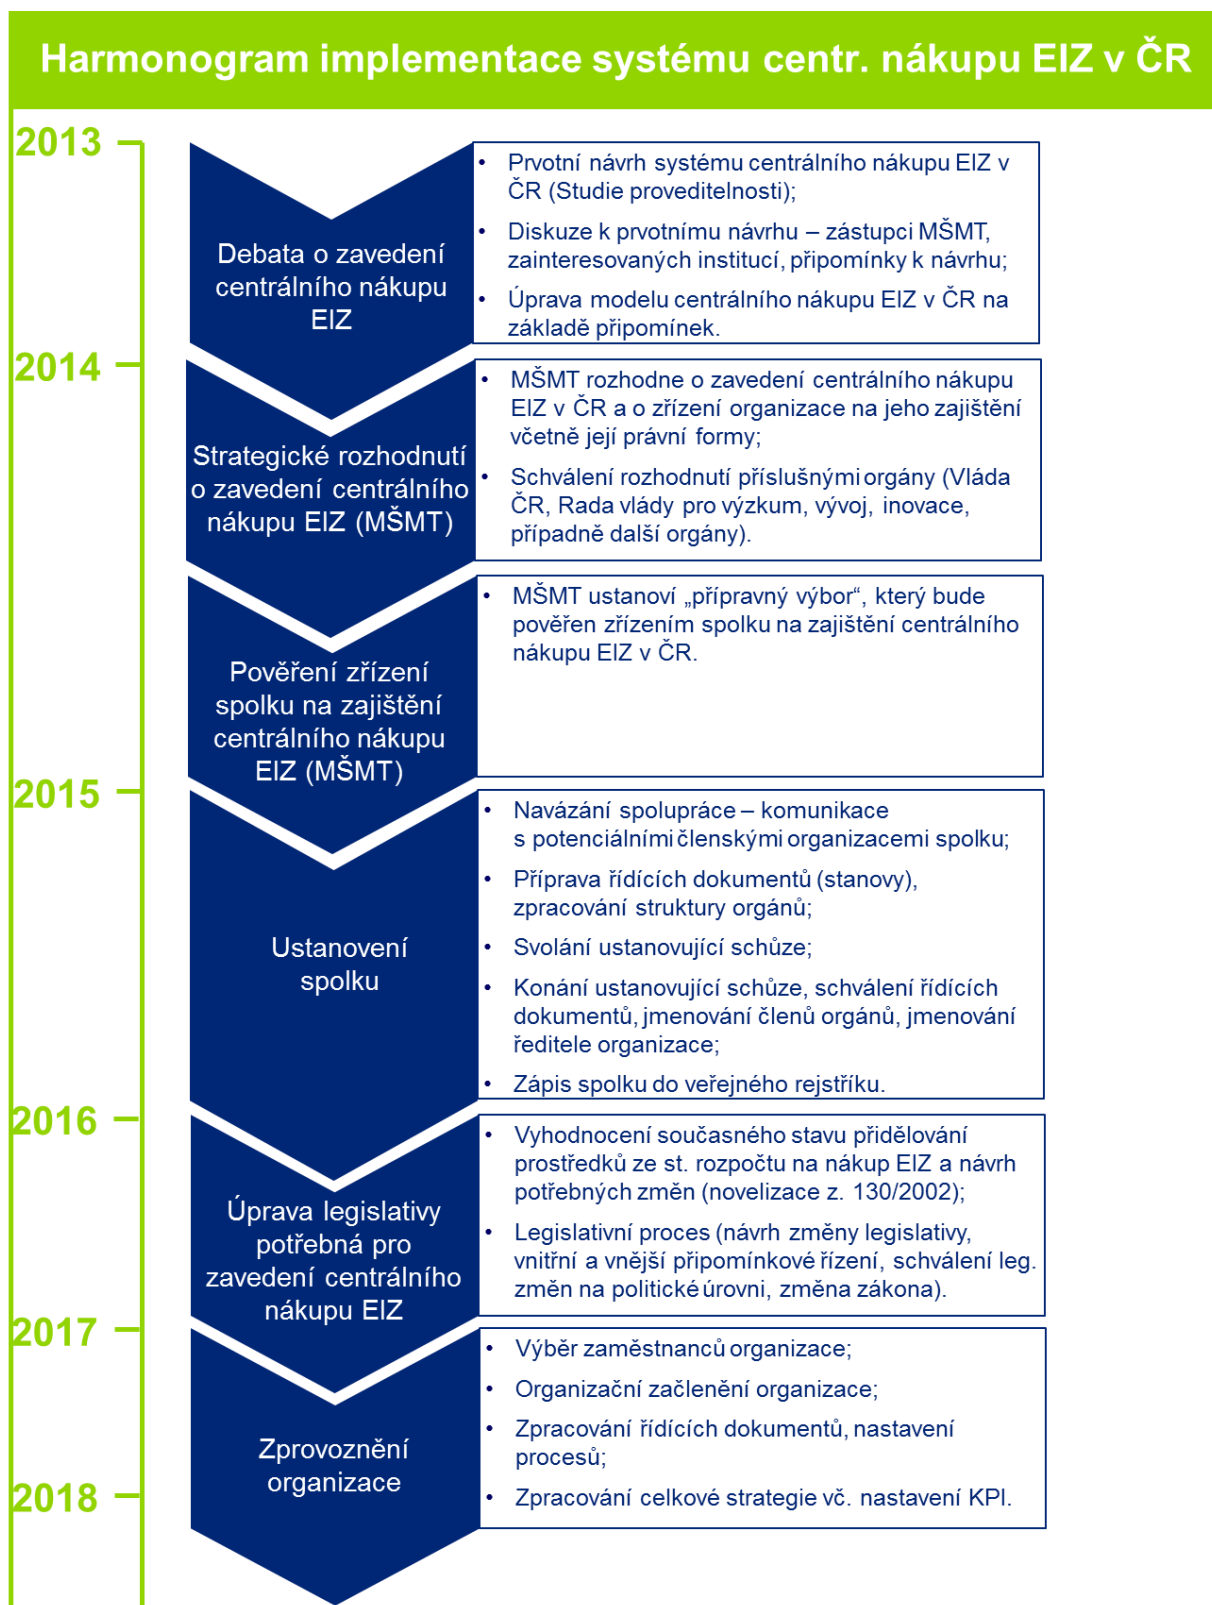 Harmonogram implementace systému centr. nákupu EIZ v ČR
2013
Debata o zavedení
centrálního nákupu
EIZ
• Prvotní návrh systému centrálního nákupu EIZ v
ČR (Studie proveditelnosti);
• Diskuze k prvotnímu návrhu – zástupci MŠMT,
zainteresovaných institucí, připomínky k návrhu;
• Úprava modelu centrálního nákupu EIZ v ČR na
základě připomínek.
2014
Strategické rozhodnutí
o zavedení centrálního
nákupu EIZ (MŠMT)
• MŠMT rozhodne o zavedení centrálního nákupu
EIZ v ČR a o zřízení organizace na jeho zajištění
včetně její právní formy;
• Schválení rozhodnutí příslušnými orgány (Vláda
ČR, Rada vlády pro výzkum, vývoj, inovace,
případně další orgány).
Pověření zřízení
spolku na zajištění
centrálního nákupu
EIZ (MŠMT)
• MŠMT ustanoví „přípravný výbor“, který bude
pověřen zřízením spolku na zajištění centrálního
nákupu EIZ v ČR.
2015
Ustanovení
spolku
• Navázání spolupráce – komunikace
s potenciálními členskými organizacemi spolku;
• Příprava řídících dokumentů (stanovy),
zpracování struktury orgánů;
• Svolání ustanovující schůze;
• Konání ustanovující schůze, schválení řídících
dokumentů, jmenování členů orgánů, jmenování
ředitele organizace;
• Zápis spolku do veřejného rejstříku.
2016
Úprava legislativy
potřebná pro
zavedení centrálního
nákupu EIZ
• Vyhodnocení současného stavu přidělování
prostředků ze st. rozpočtu na nákup EIZ a návrh
potřebných změn (novelizace z. 130/2002);
• Legislativní proces (návrh změny legislativy,
vnitřní a vnější připomínkové řízení, schválení leg.
změn na politické úrovni, změna zákona).
2017
Zprovoznění
organizace
• Výběr zaměstnanců organizace;
• Organizační začlenění organizace;
• Zpracování řídících dokumentů, nastavení
procesů;
• Zpracování celkové strategie vč. nastavení KPI.
2018